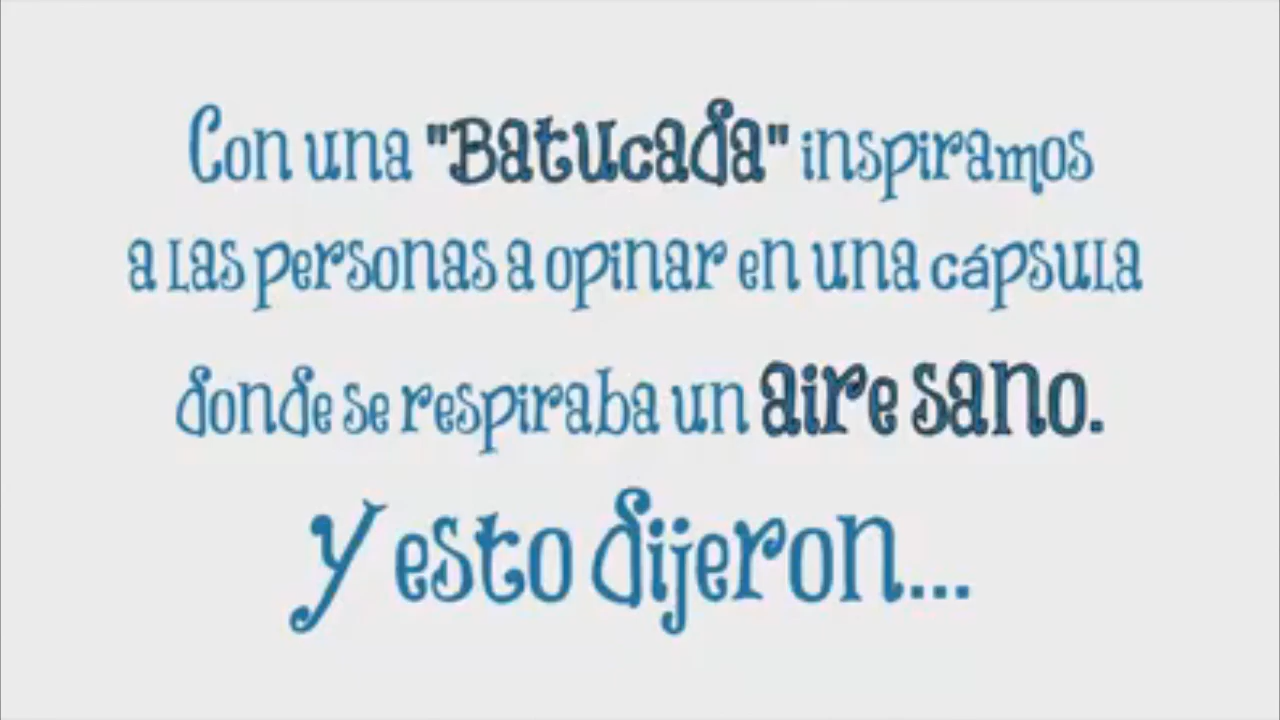 Con una "Batucada" inspiramos
a las personas a opinar en una cápsula
donde se respiraba un aire sano.
y esto dijeron...